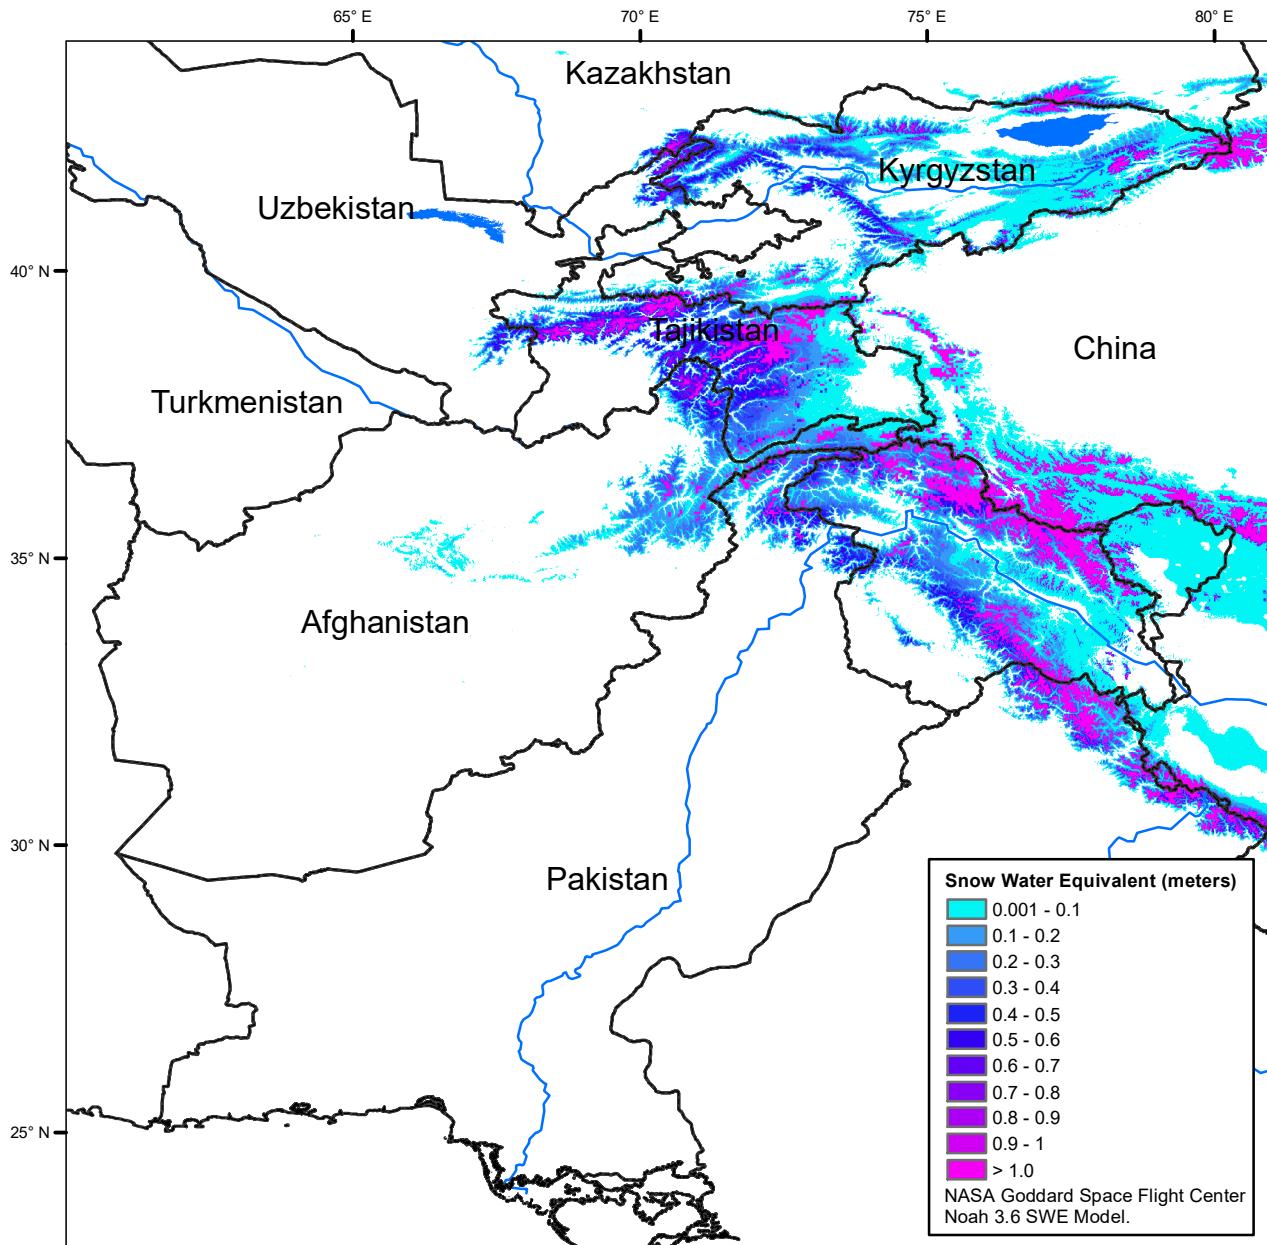 65° E
70° E
75° E
80° E
Kazakhstan
Kyrgyzstan
Uzbekistan
40° N
Tajikistan
China
Turkmenistan
35° N
Afghanistan
30° N
Pakistan
25° N
Snow Water Equivalent (meters)
0.001 - 0.1
0.1 - 0.2
0.2 - 0.3
0.3 - 0.4
0.4 - 0.5
0.5 - 0.6
0.6 - 0.7
0.7 - 0.8
0.8 - 0.9
0.9 - 1
> 1.0
NASA Goddard Space Flight Center
Noah 3.6 SWE Model.